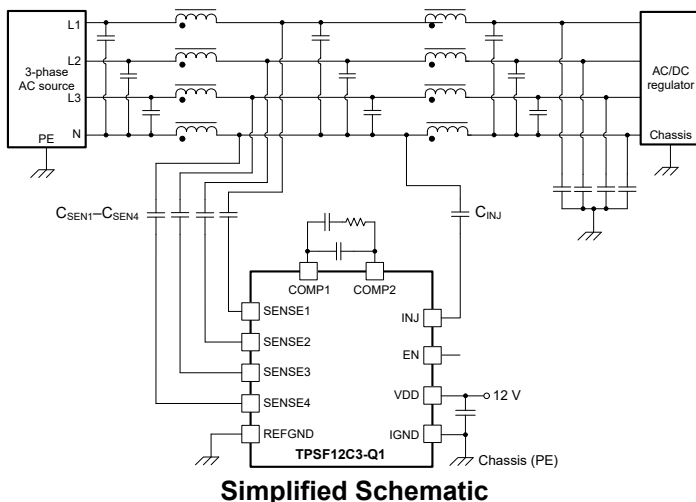 L1
L2
3-phase
AC source
L3
PE
N
AC/DC
regulator
Chassis
CSEN1–CSEN4
CINJ
COMP1
COMP2
SENSE1
INJ
SENSE2
EN
SENSE3
VDD
12 V
SENSE4
REFGND
IGND
TPSF12C3-Q1
Chassis (PE)
Simplified Schematic